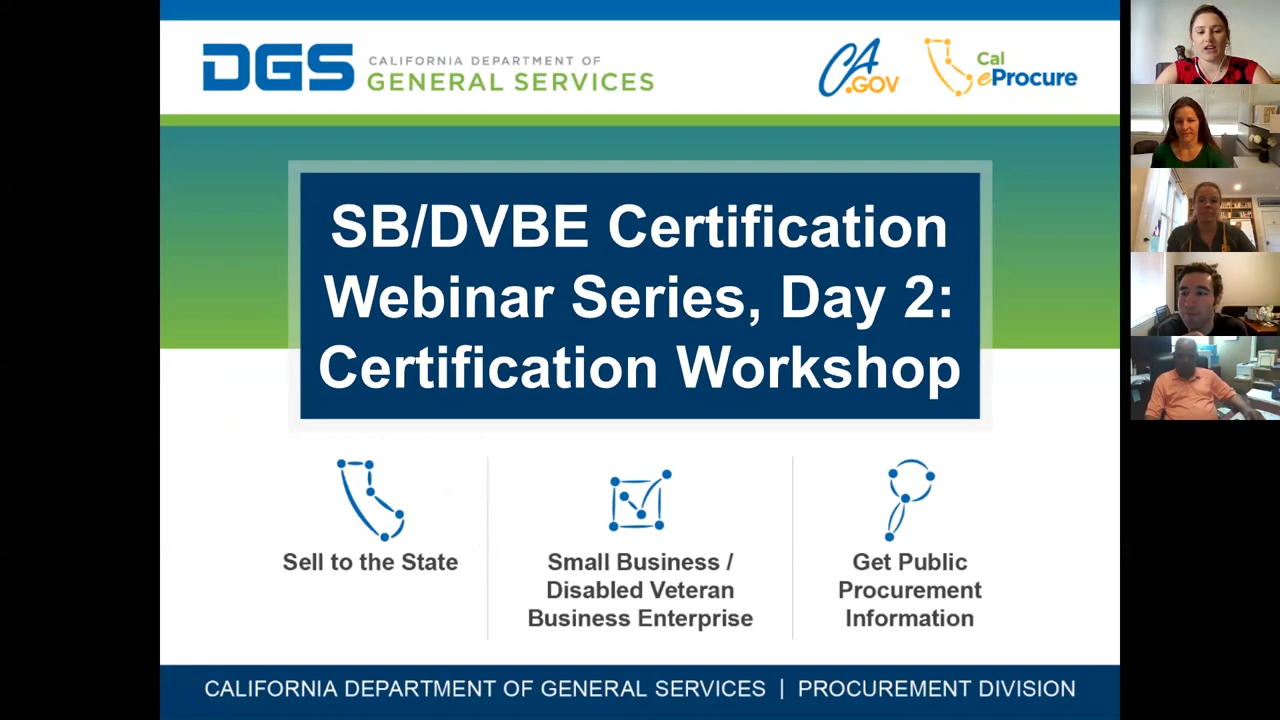 DGS
CALIFORNIA DEPARTMENT OF
GENERAL SERVICES
CA
.GOV
Cal
eProcure
SB/DVBE Certification
Webinar Series, Day 2:
Certification Workshop
Sell to the State
Small Business /
Disabled Veteran
Business Enterprise
Get Public
Procurement
Information
CALIFORNIA DEPARTMENT OF GENERAL SERVICES | PROCUREMENT DIVISION